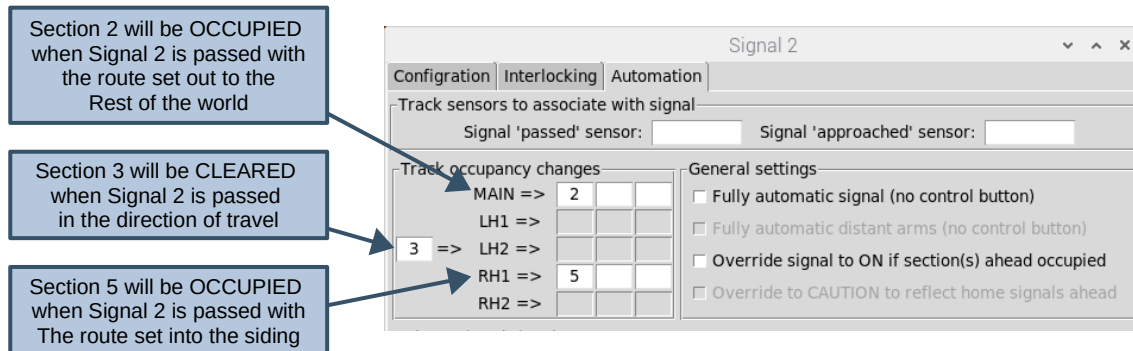 Section 2 will be OCCUPIED
when Signal 2 is passed with
the route set out to the
Rest of the world
Section 3 will be CLEARED
when Signal 2 is passed
in the direction of travel
Section 5 will be OCCUPIED
when Signal 2 is passed with
The route set into the siding
Signal 2
Configration Interlocking Automation
Track sensors to associate with signal
Signal 'passed' sensor: Signal 'approached' sensor:
Track occupancy changes
MAIN => 2
LH1 =>
3 => LH2 =>
RH1 => 5
RH2 =>
General settings
Fully automatic signal (no control button)
Fully automatic distant arms (no control button)
Override signal to ON if section(s) ahead occupied
Override to CAUTION to reflect home signals ahead